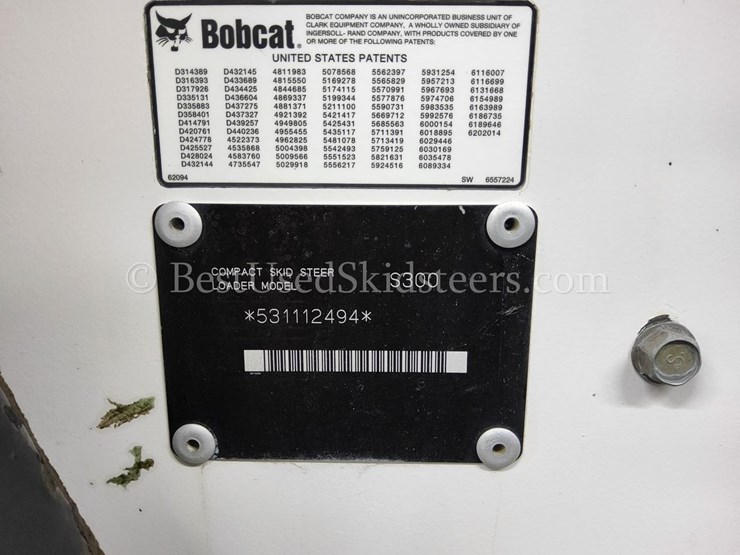 Bobcat®
BOBCAT COMPANY IS AN UNINCORPORATED BUSINESS UNIT OF
CLARK EQUIPMENT COMPANY, A WHOLLY OWNED SUBSIDIARY OF
INGERSOLL-RAND COMPANY, WITH PRODUCTS COVERED BY ONE
OR MORE OF THE FOLLOWING PATENTS:
UNITED STATES PATENTS
D314389 D432145 4811983 5078568 5562397 5931254 6116007
D316393 D433689 4815550 5169278 5565829 5957213 6116699
D317926 D434425 4844685 5174115 5570991 5967693 6131668
D335131 D436604 4869337 5199344 5577876 5974706 6154989
D335883 D437275 4881371 5211100 5590731 5983535 6163989
D358401 D437327 4921392 5421417 5669712 5992576 6186735
D414791 D439257 4949805 5425431 5685563 6000154 6189646
D420761 D440236 4955455 5435117 5711391 6018895 6202014
D424778 4522373 4962825 5481078 5713419 6029446
D425527 4535868 5004398 5542493 5759125 6030169
D428024 4583760 5009566 5551523 5821631 6035478
D432144 4735547 5029918 5556217 5924516 6089334
62094 SW 6557224
COMPACT SKID STEER
LOADER MODEL S300
© BestUsedSkidsteers.com
*531112494*